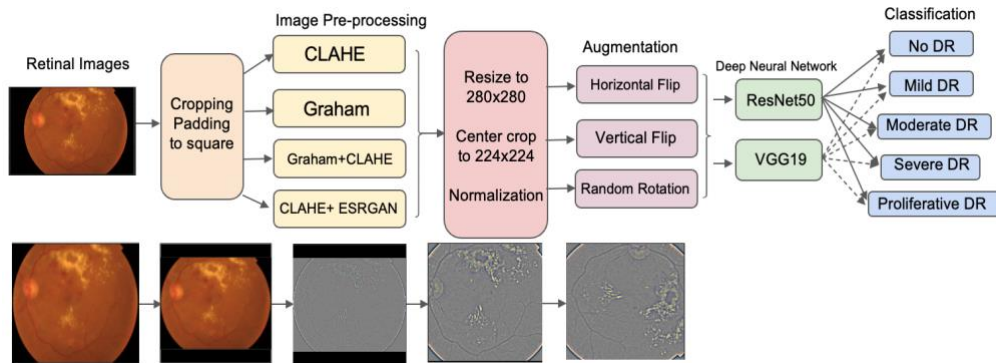 Retinal Images
Cropping
Padding
to square
Image Pre-processing
CLAHE
Graham
Graham+CLAHE
CLAHE+ ESRGAN
Resize to
280x280
Center crop
to 224x224
Normalization
Augmentation
Horizontal Flip
Vertical Flip
Random Rotation
Deep Neural Network
ResNet50
VGG19
Classification
No DR
Mild DR
Moderate DR
Severe DR
Proliferative DR